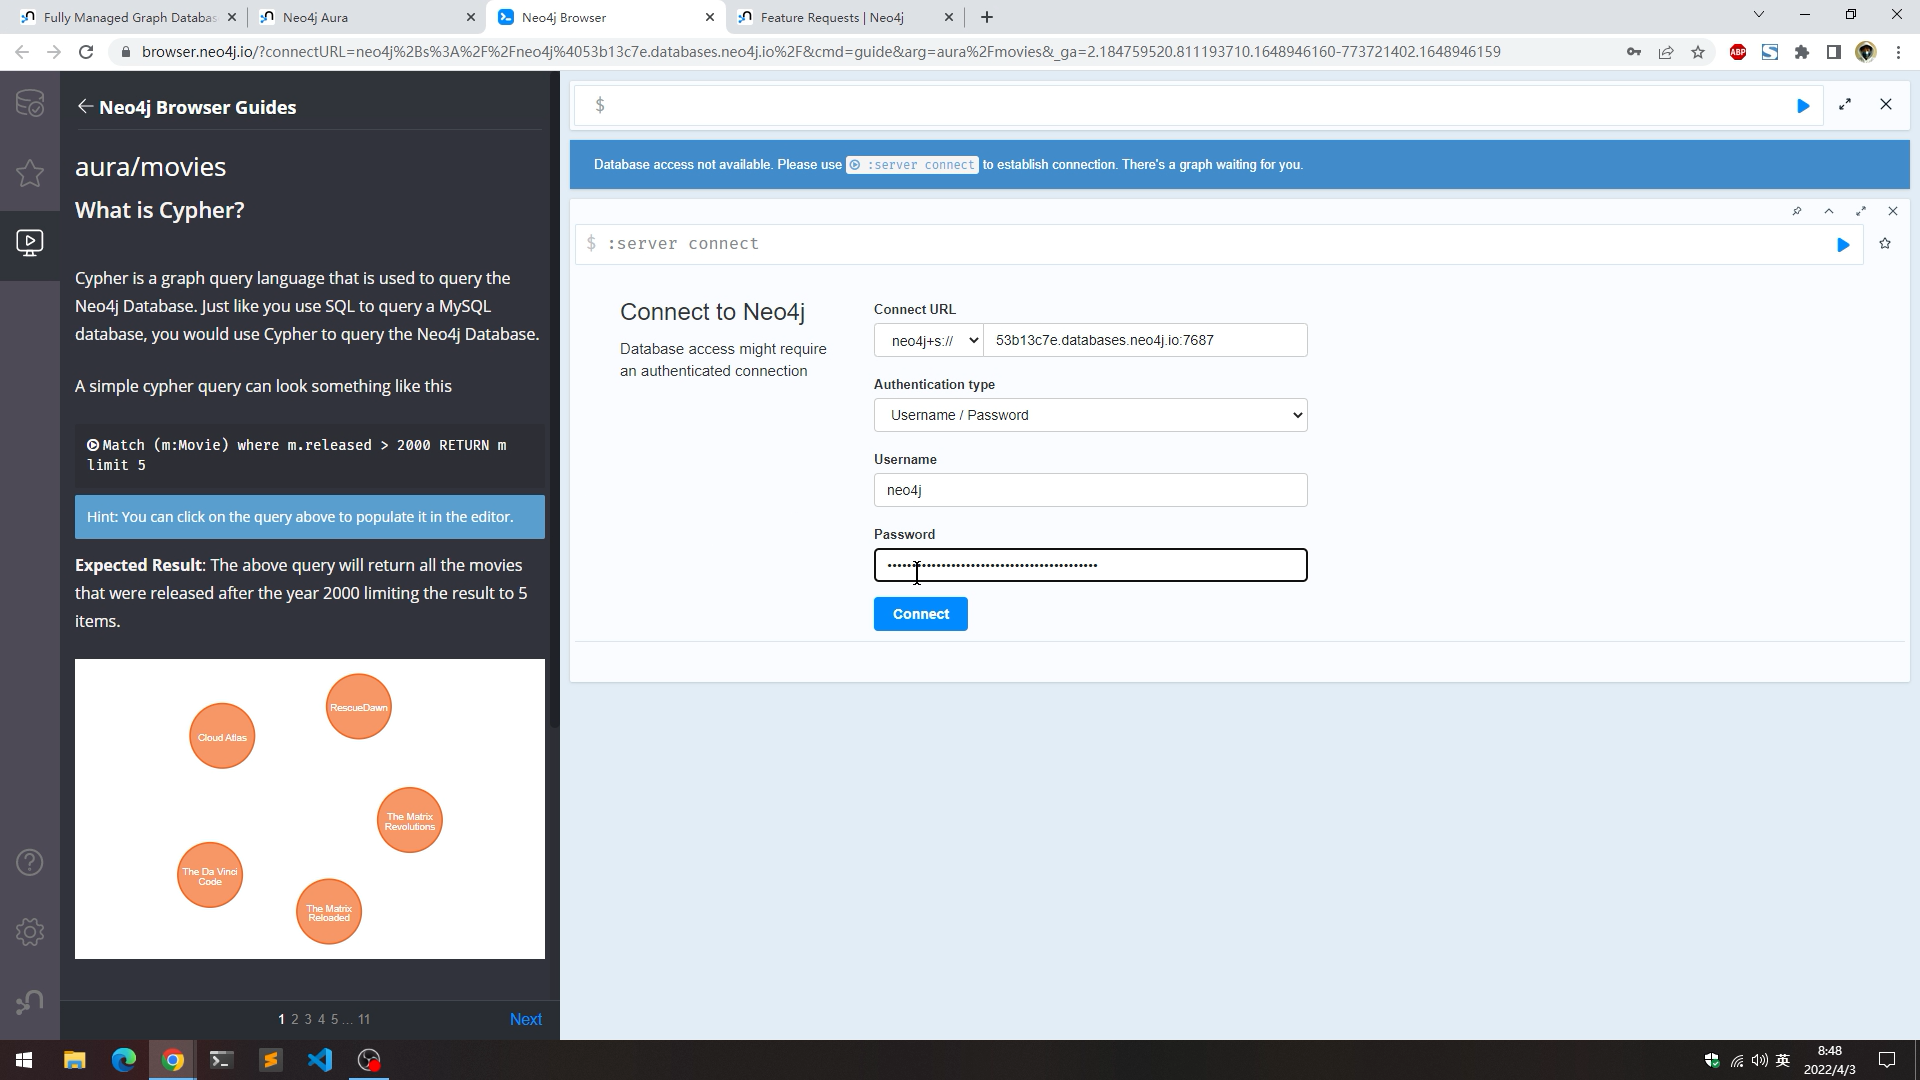 Fully Managed Graph Databas
Neo4j Aura
Neo4j Browser
Feature Requests | Neo4j
browser.neo4j.io/?connectURL=neo4j%2Bs%3A%2F%2Fneo4j%4053b13c7e.databases.neo4j.io%2F&cmd=guide&arg=aura%2Fmovies&_ga=2.184759520.811193710.1648946160-773721402.1648946159
ABP
Neo4j Browser Guides
aura/movies
What is Cypher?
Cypher is a graph query language that is used to query the
Neo4j Database. Just like you use SQL to query a MySQL
database, you would use Cypher to query the Neo4j Database.
A simple cypher query can look something like this
Match (m:Movie) where m.released > 2000 RETURN m
limit 5
Hint: You can click on the query above to populate it in the editor.
Expected Result: The above query will return all the movies
that were released after the year 2000 limiting the result to 5
items.
RescueDawn
Cloud Atlas
The Matrix
Revolutions
The Da Vinci
Code
The Matrix
Reloaded
1 2 3 4 5 ... 11
Next
$
Database access not available. Please use :server connect to establish connection. There's a graph waiting for you.
$ :server connect
Connect to Neo4j
Database access might require
an authenticated connection
Connect URL
neo4j+s://
53b13c7e.databases.neo4j.io:7687
Authentication type
Username / Password
Username
neo4j
Password
Connect
英
8:48
2022/4/3